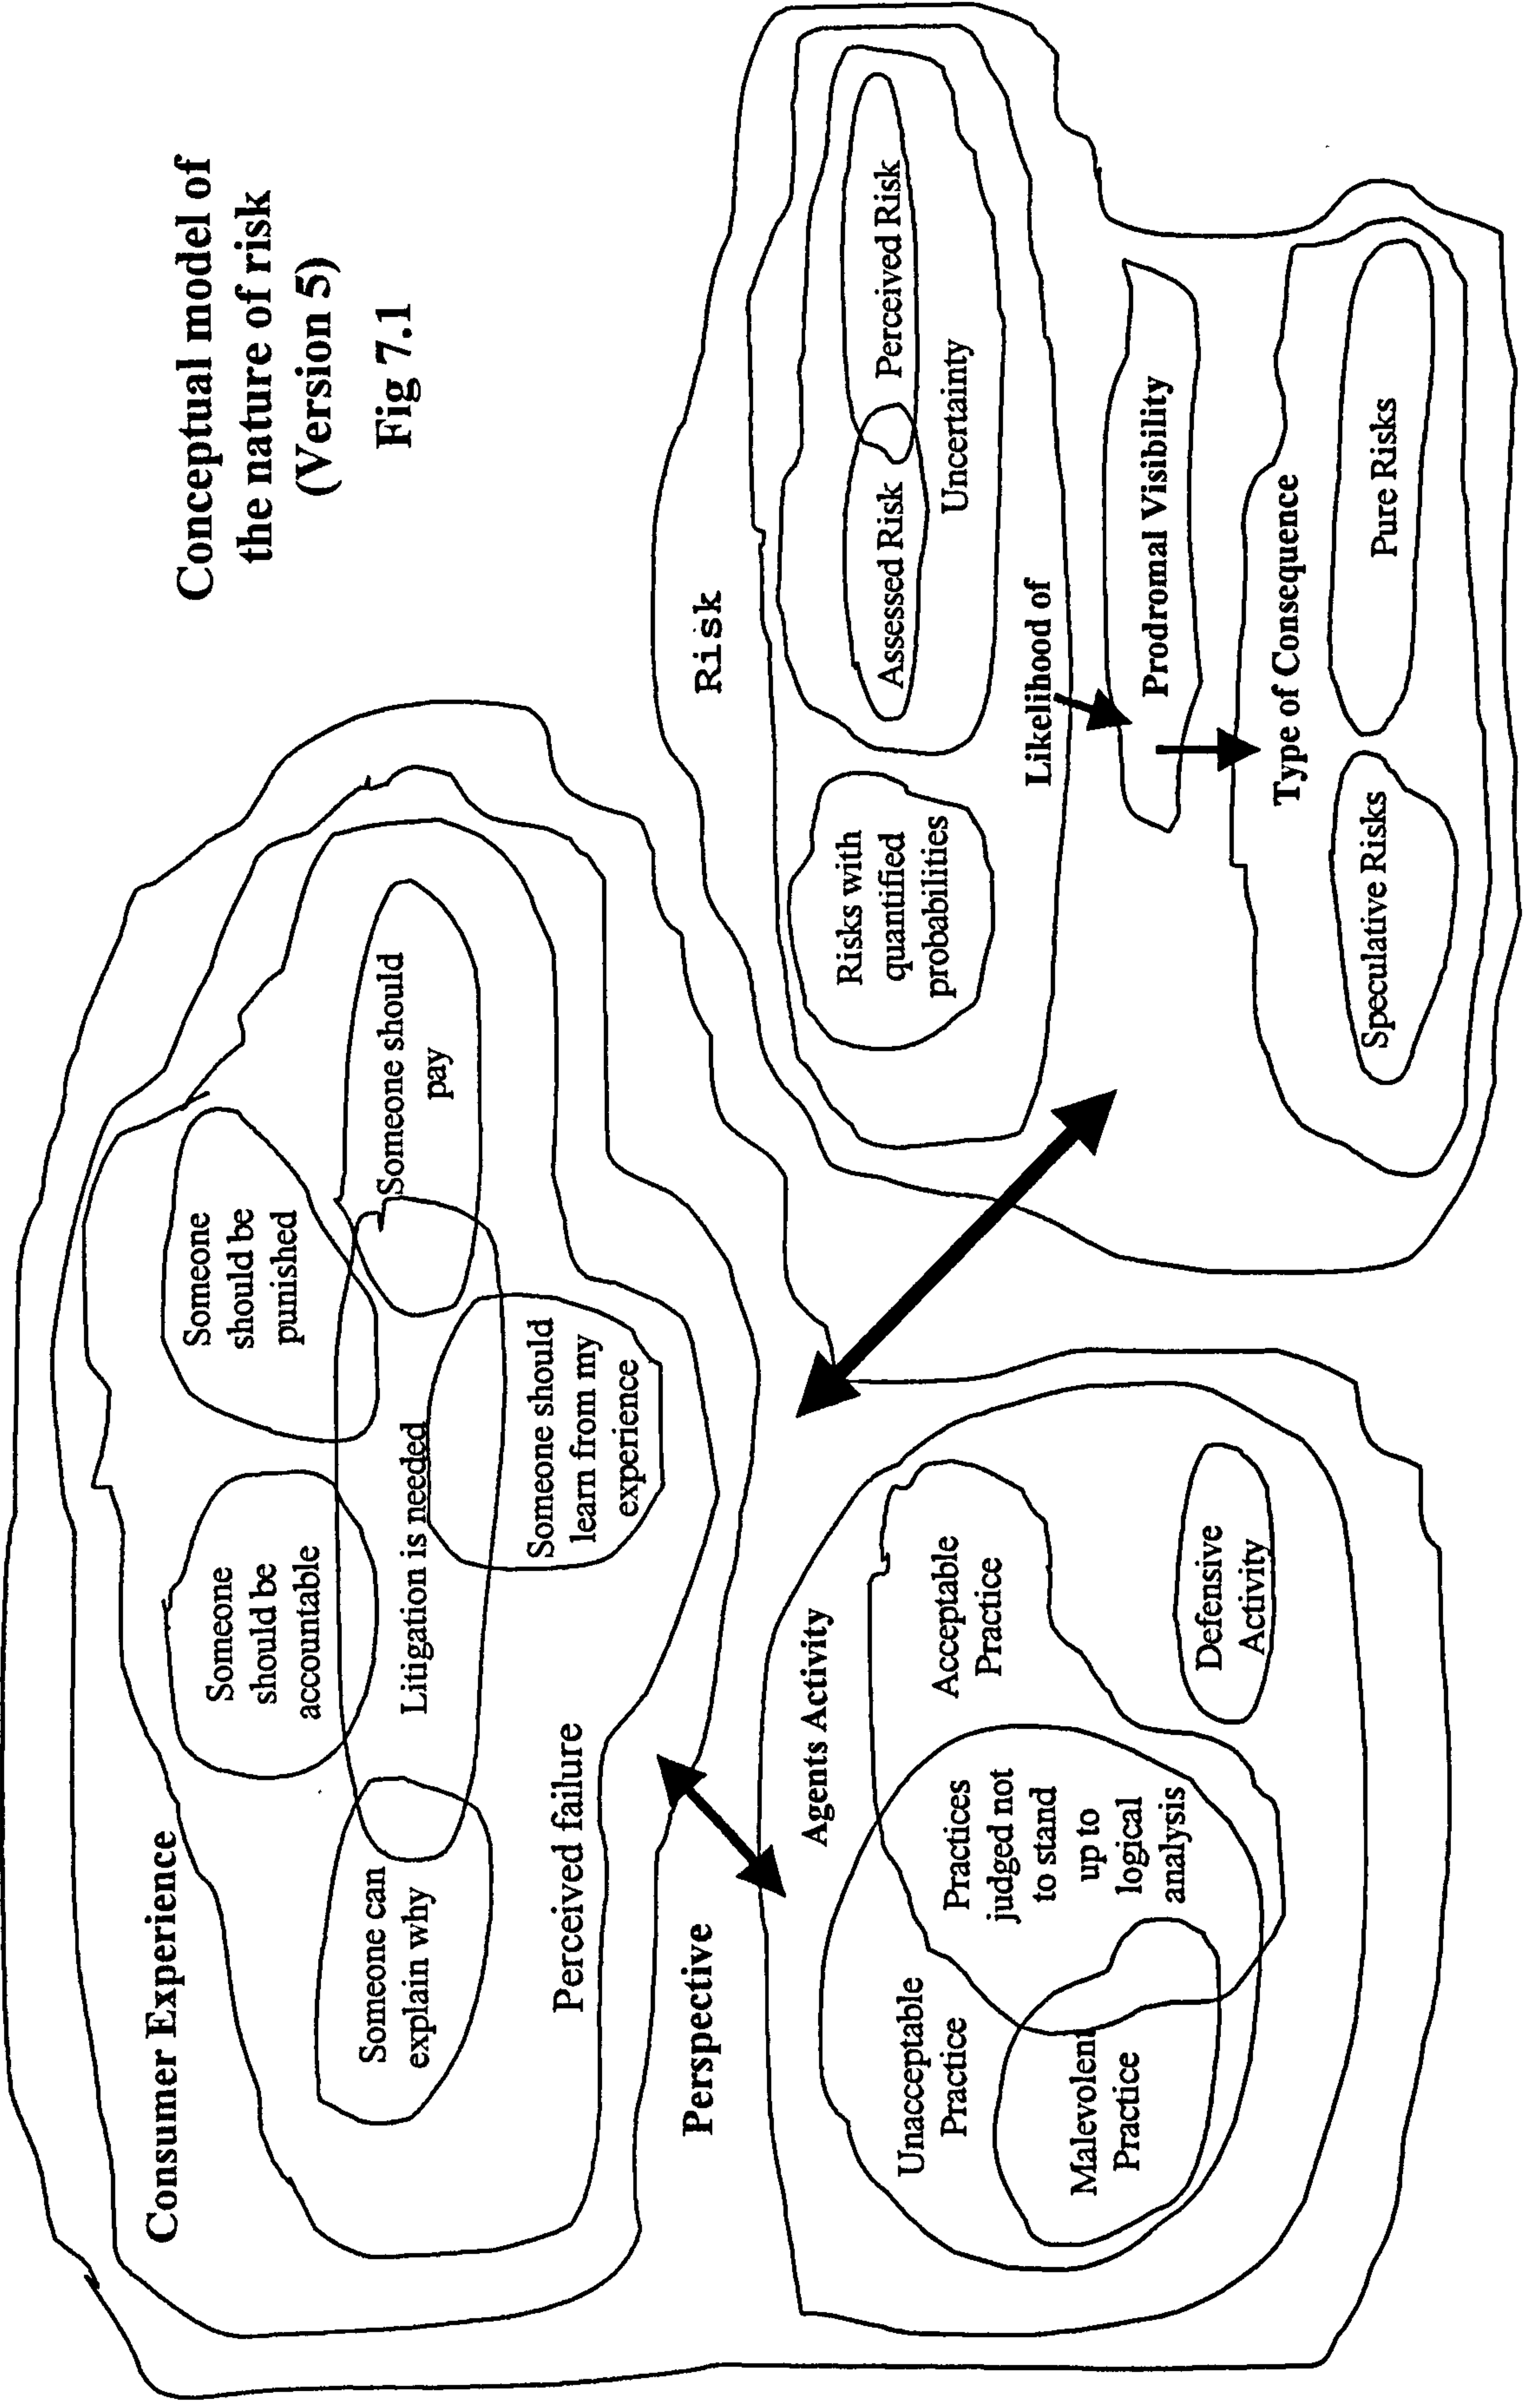 Conceptual model of
the nature of risk
(Version 5)
Fig 7.1
Consumer Experience
Someone
should be
accountable
Someone
should be
punished
Someone can
explain why
Litigation is needed
Someone should
pay
Someone should
learn from my
experience
Perceived failure
Perspective
Agents Activity
Unacceptable
Practice
Malevolent
Practice
Practices
judged not
to stand
up to
logical
analysis
Acceptable
Practice
Defensive
Activity
Risk
Risks with
quantified
probabilities
Assessed Risk
Perceived Risk
Uncertainty
Likelihood of
Prodromal Visibility
Type of Consequence
Speculative Risks
Pure Risks